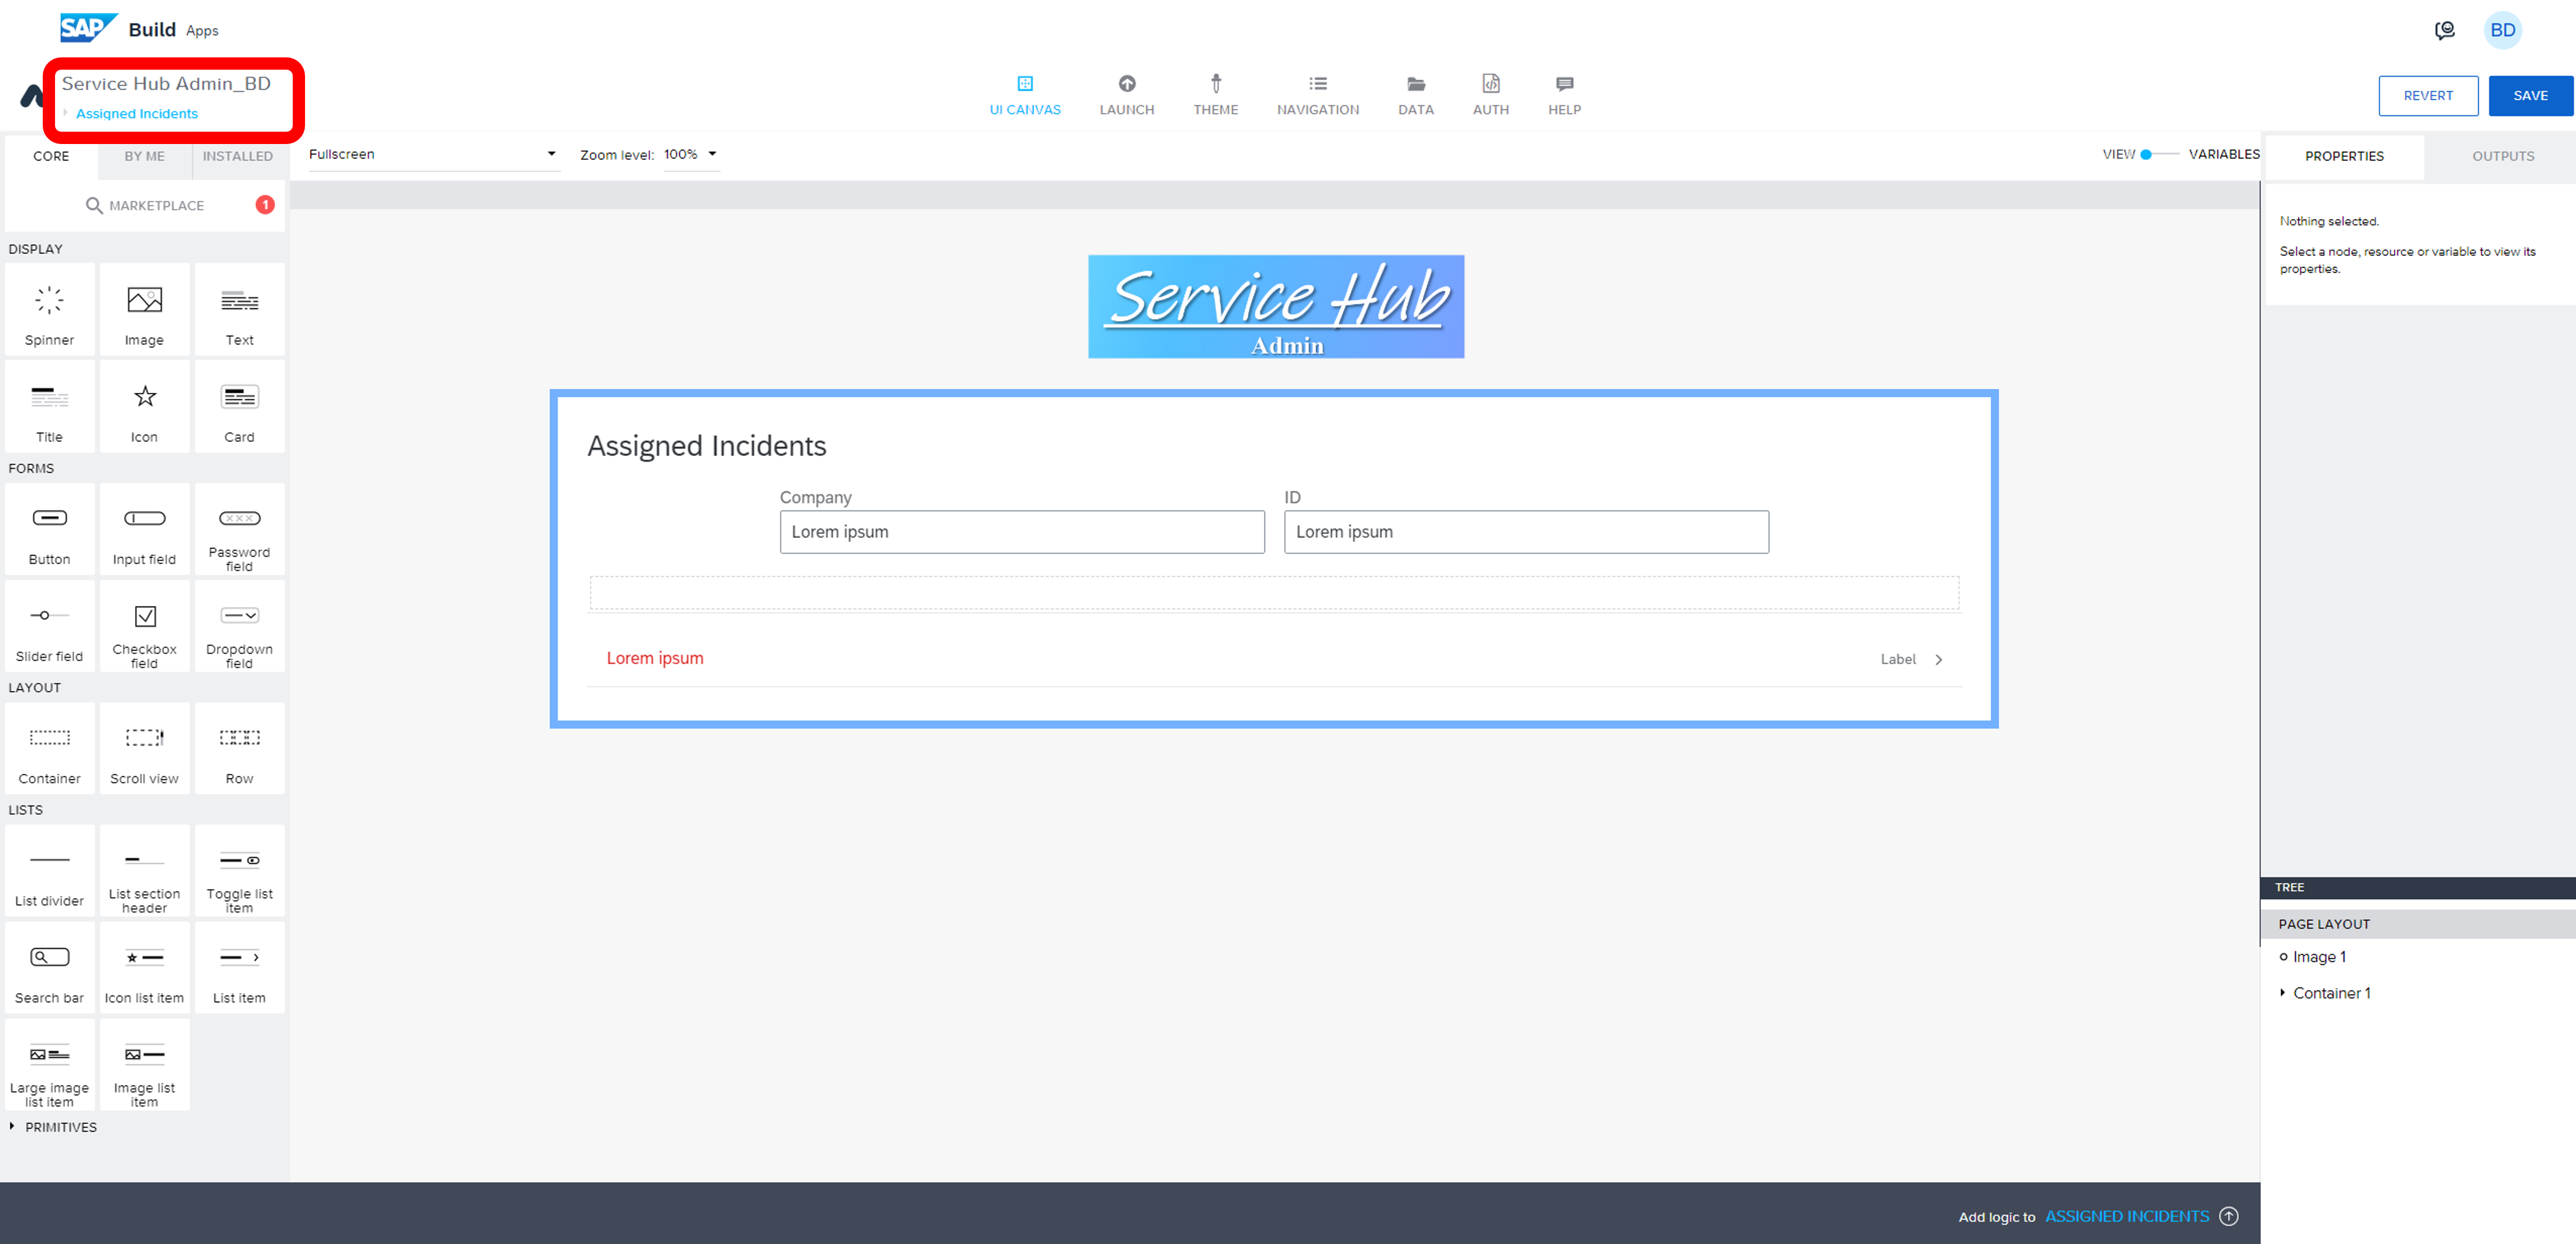 SAP Build Apps
BD
Service Hub Admin_BD
Assigned Incidents
UI CANVAS
LAUNCH
THEME
NAVIGATION
DATA
AUTH
HELP
REVERT
SAVE
CORE
BY ME
INSTALLED
Fullscreen
Zoom level: 100%
VIEW
VARIABLES
PROPERTIES
OUTPUTS
MARKETPLACE
1
Nothing selected.
Select a node, resource or variable to view its
properties.
DISPLAY
Spinner
Image
Text
Title
Icon
Card
FORMS
Button
Input field
Password
field
Slider field
Checkbox
field
Dropdown
field
LAYOUT
Container
Scroll view
Row
LISTS
List divider
List section
header
Toggle list
item
Search bar
Icon list item
List item
Large image
list item
Image list
item
PRIMITIVES
Service Hub
Admin
Assigned Incidents
Company
Lorem ipsum
ID
Lorem ipsum
Lorem ipsum
Label
TREE
PAGE LAYOUT
Image 1
Container 1
Add logic to ASSIGNED INCIDENTS